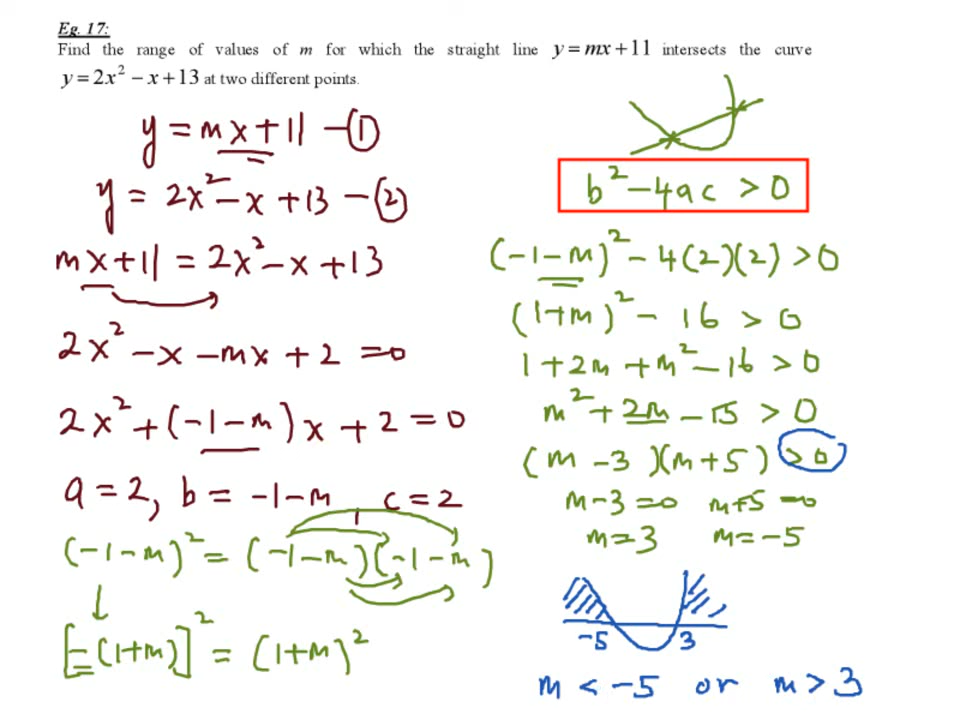 Eg. 17:
Find the range of values of m for which the straight line y = mx + 11 intersects the curve
y = 2x² − x + 13 at two different points.
y = mx + 11 — ①
y = 2x² − x + 13 — ②
mx + 11 = 2x² − x + 13
2x² − x − mx + 2 = 0
2x² + (−1 − m)x + 2 = 0
a = 2, b = −1 − m, c = 2
(−1 − m)² = (−1 − m)(−1 − m)
↓
[−(1+m)]² = (1+m)²
b² − 4ac > 0
(−1 − m)² − 4(2)(2) > 0
(1+m)² − 16 > 0
1 + 2m + m² − 16 > 0
m² + 2m − 15 > 0
(m − 3)(m + 5) > 0
m − 3 = 0 m + 5 = 0
m = 3 m = −5
−5 3
m < −5 or m > 3